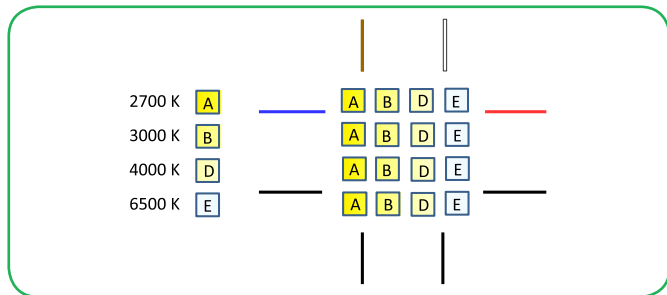 2700 K A A B D E
3000 K B A B D E
4000 K D A B D E
6500 K E A B D E